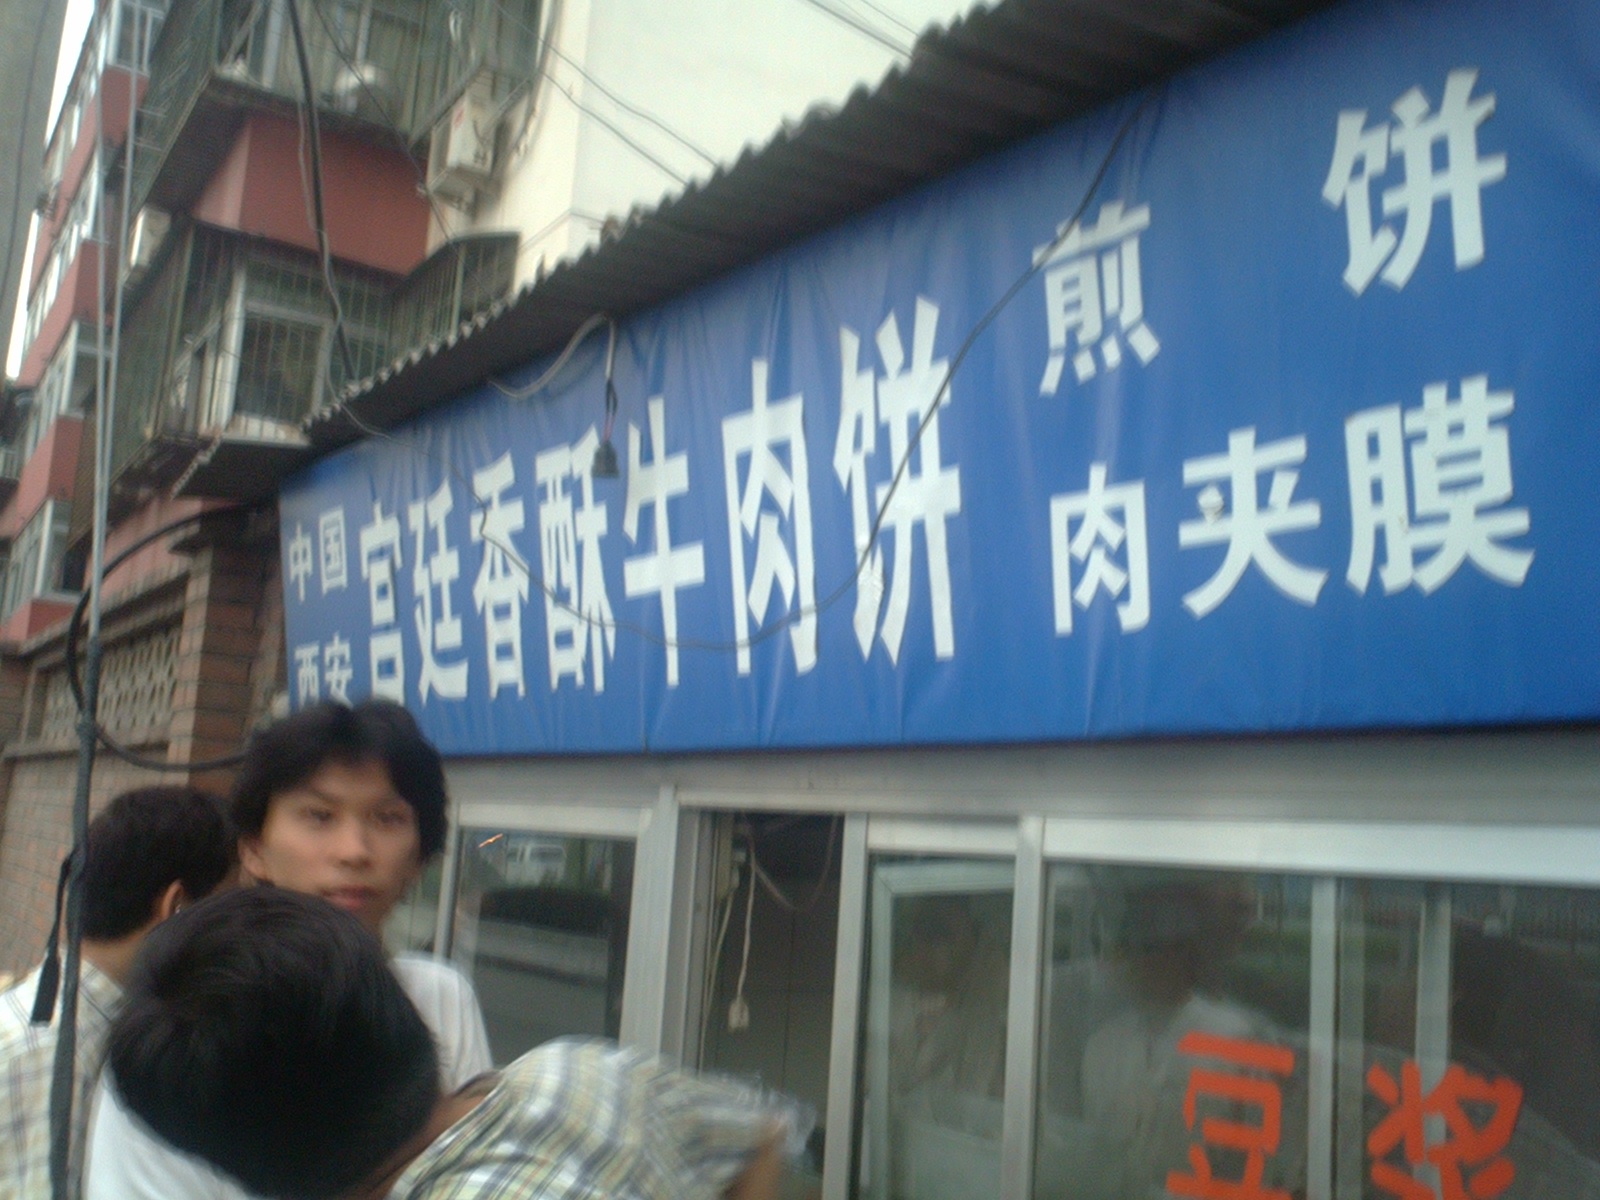 中国
西安
宫廷香酥牛肉饼
煎饼
肉夹膜
豆浆